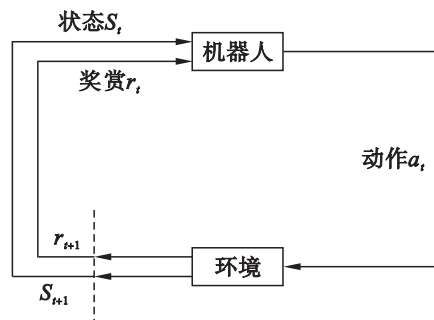 状态S_t
机器人
奖赏r_t
动作a_t
r_{t+1}
环境
S_{t+1}